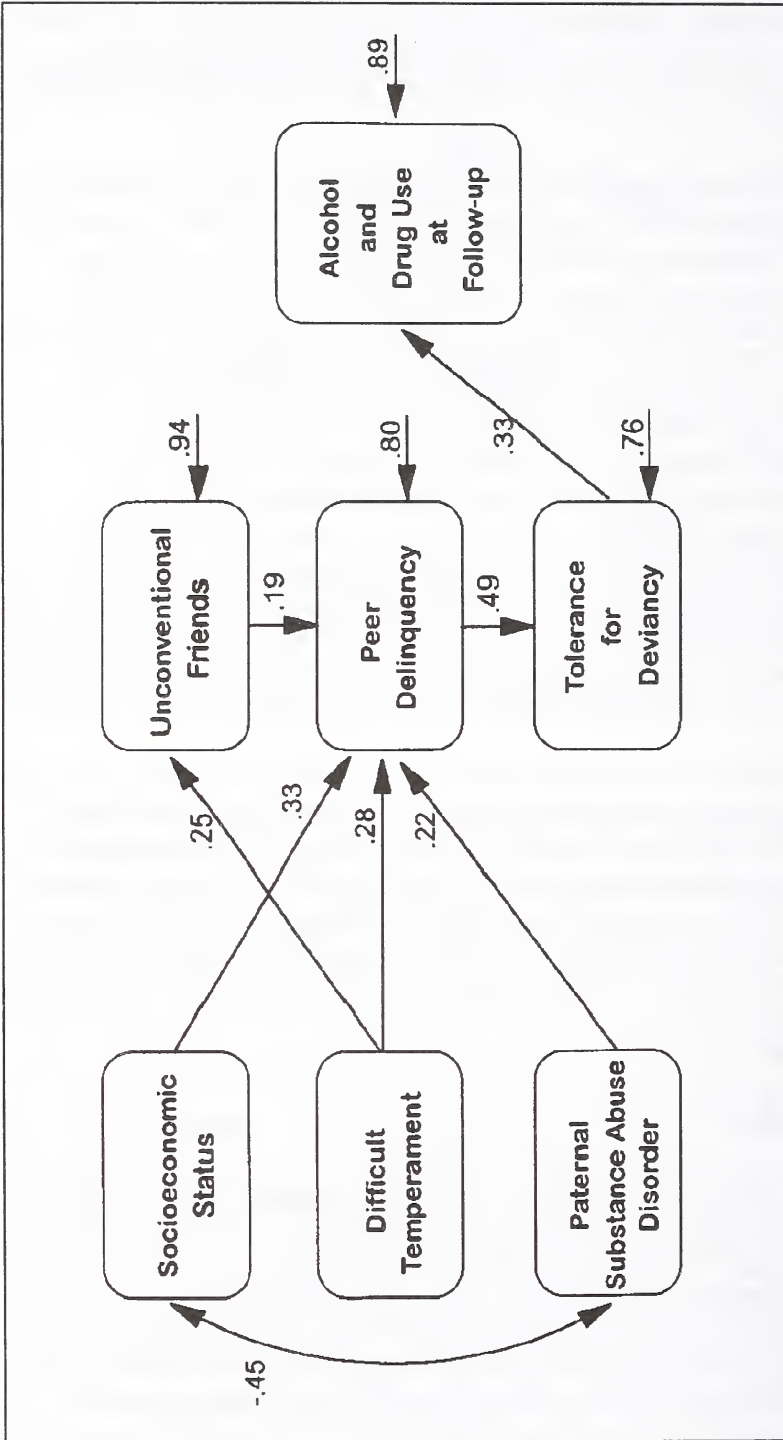 Socioeconomic
Status
Difficult
Temperament
Paternal
Substance Abuse
Disorder
-.45
.25
.33
.28
.22
Unconventional
Friends
.94
.19
Peer
Delinquency
.80
.49
Tolerance
for
Deviancy
.76
.33
Alcohol
and
Drug Use
at
Follow-up
.89